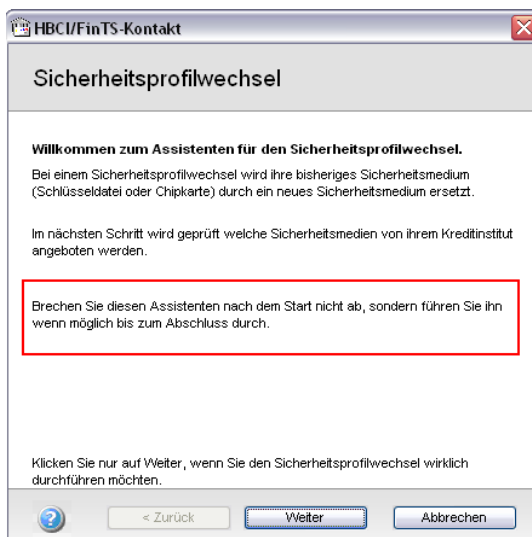 HBCI/FinTS-Kontakt
Sicherheitsprofilwechsel
Willkommen zum Assistenten für den Sicherheitsprofilwechsel.
Bei einem Sicherheitsprofilwechsel wird ihre bisheriges Sicherheitsmedium
(Schlüsseldatei oder Chipkarte) durch ein neues Sicherheitsmedium ersetzt.
Im nächsten Schritt wird geprüft welche Sicherheitsmedien von ihrem Kreditinstitut
angeboten werden.
Brechen Sie diesen Assistenten nach dem Start nicht ab, sondern führen Sie ihn
wenn möglich bis zum Abschluss durch.
Klicken Sie nur auf Weiter, wenn Sie den Sicherheitsprofilwechsel wirklich
durchführen möchten.
? < Zurück Weiter Abbrechen